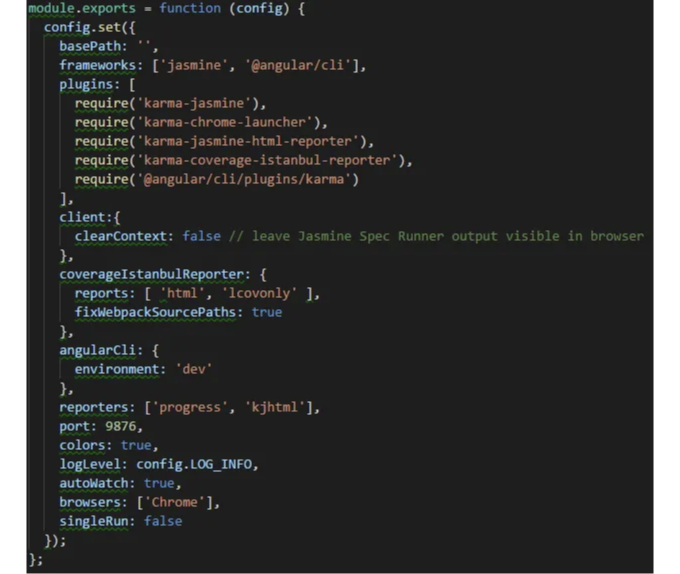 module.exports = function (config) {
config.set({
basePath: '',
frameworks: ['jasmine', '@angular/cli'],
plugins: [
require('karma-jasmine'),
require('karma-chrome-launcher'),
require('karma-jasmine-html-reporter'),
require('karma-coverage-istanbul-reporter'),
require('@angular/cli/plugins/karma')
],
client:{
clearContext: false // leave Jasmine Spec Runner output visible in browser
},
coverageIstanbulReporter: {
reports: [ 'html', 'lcovonly' ],
fixWebpackSourcePaths: true
},
angularCli: {
environment: 'dev'
},
reporters: ['progress', 'kjhtml'],
port: 9876,
colors: true,
logLevel: config.LOG_INFO,
autoWatch: true,
browsers: ['Chrome'],
singleRun: false
});
};